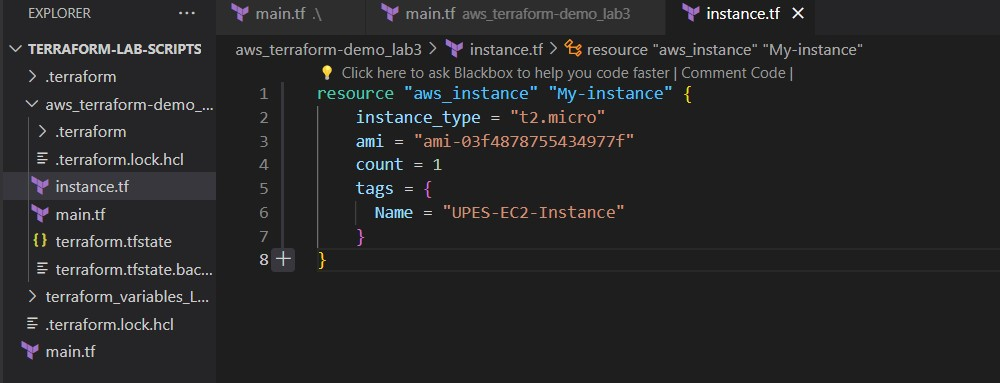 EXPLORER ···
TERRAFORM-LAB-SCRIPTS
.terraform
aws_terraform-demo_...
.terraform
.terraform.lock.hcl
instance.tf
main.tf
{} terraform.tfstate
terraform.tfstate.bac...
terraform_variables_L...
.terraform.lock.hcl
main.tf
main.tf .\ main.tf aws_terraform-demo_lab3 instance.tf
aws_terraform-demo_lab3 > instance.tf > resource "aws_instance" "My-instance"
Click here to ask Blackbox to help you code faster | Comment Code |
1 resource "aws_instance" "My-instance" {
2 instance_type = "t2.micro"
3 ami = "ami-03f4878755434977f"
4 count = 1
5 tags = {
6 Name = "UPES-EC2-Instance"
7 }
8 }